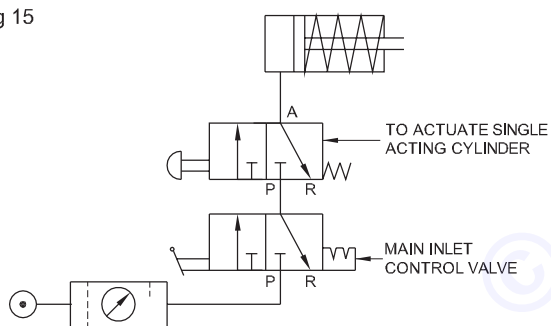 g 15
A
TO ACTUATE SINGLE
ACTING CYLINDER
P R
MAIN INLET
CONTROL VALVE
P R
©